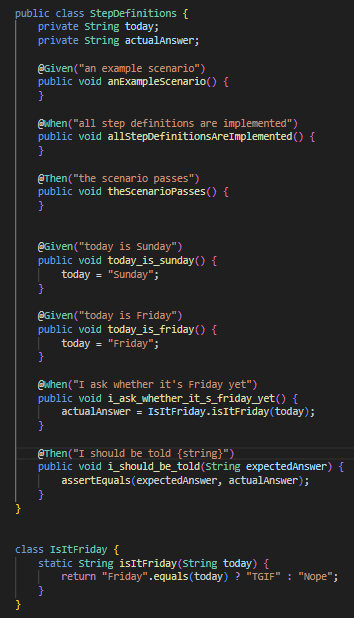 public class StepDefinitions {
    private String today;
    private String actualAnswer;

    @Given("an example scenario")
    public void anExampleScenario() {
    }

    @When("all step definitions are implemented")
    public void allStepDefinitionsAreImplemented() {
    }

    @Then("the scenario passes")
    public void theScenarioPasses() {
    }


    @Given("today is Sunday")
    public void today_is_sunday() {
        today = "Sunday";
    }

    @Given("today is Friday")
    public void today_is_friday() {
        today = "Friday";
    }

    @When("I ask whether it's Friday yet")
    public void i_ask_whether_it_s_friday_yet() {
        actualAnswer = IsItFriday.isItFriday(today);
    }

    @Then("I should be told {string}")
    public void i_should_be_told(String expectedAnswer) {
        assertEquals(expectedAnswer, actualAnswer);
    }
}


class IsItFriday {
    static String isItFriday(String today) {
        return "Friday".equals(today) ? "TGIF" : "Nope";
    }
}